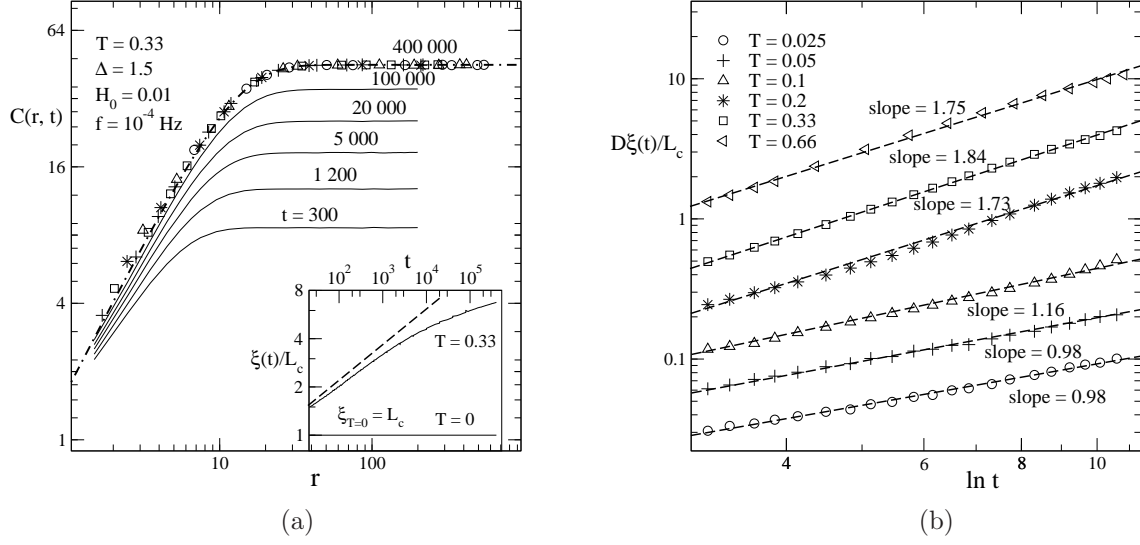 64
16
4
1
C(r, t)
T = 0.33
Δ = 1.5
H₀ = 0.01
f = 10⁻⁴ Hz
400 000
100 000
20 000
5 000
1 200
t = 300
t
10² 10³ 10⁴ 10⁵
8
4
2
1
ξ(t)/L_c
T = 0.33
ξ_T=0 = L_c
T = 0
10 100
r
(a)
10
1
0.1
Dξ(t)/L_c
T = 0.025
T = 0.05
T = 0.1
T = 0.2
T = 0.33
T = 0.66
slope = 1.75
slope = 1.84
slope = 1.73
slope = 1.16
slope = 0.98
slope = 0.98
4 6 8 10
ln t
(b)